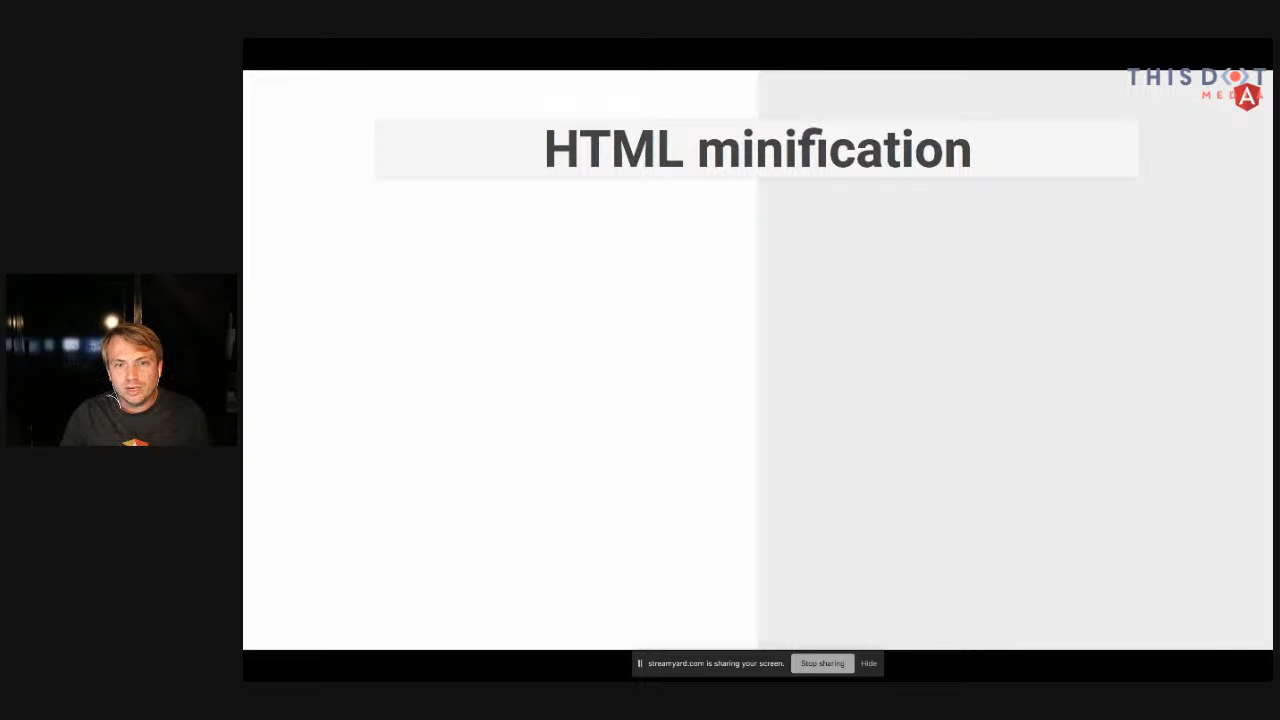 THIS DOT
MEDIA
A
HTML minification
streamyard.com is sharing your screen.
Stop sharing
Hide